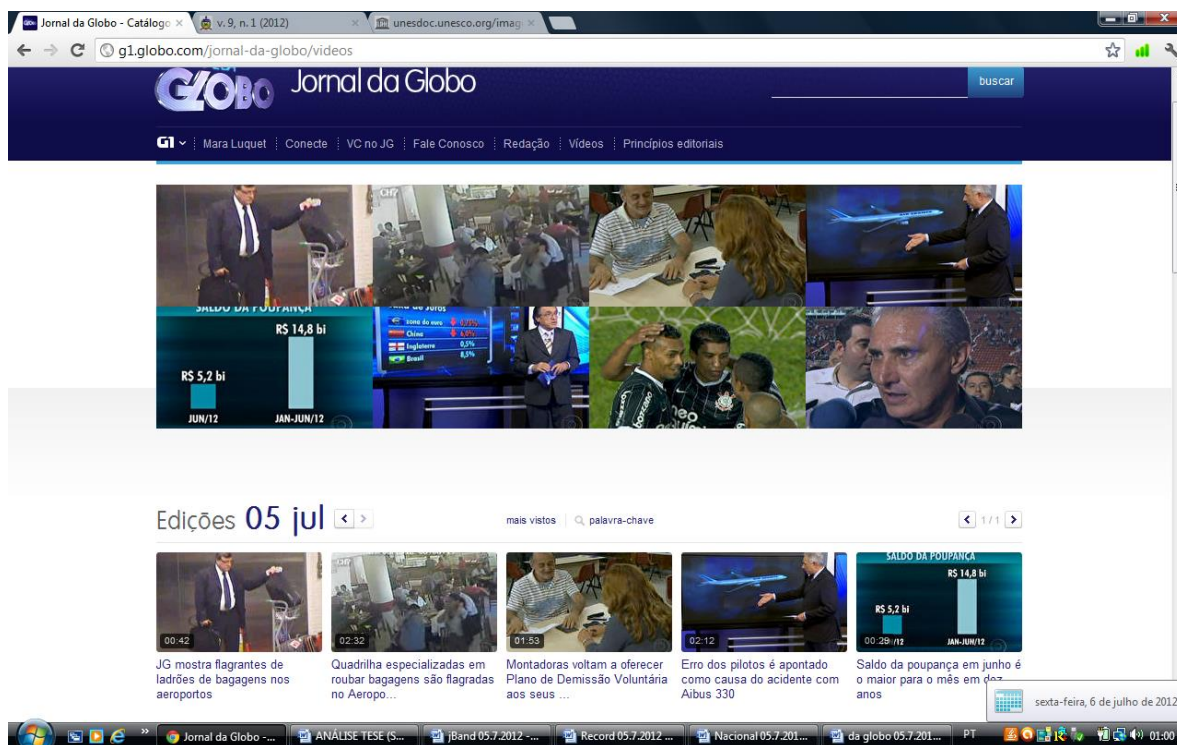 Jornal da Globo - Catálogo
v. 9, n. 1 (2012)
unesdoc.unesco.org/imag
g1.globo.com/jornal-da-globo/videos
GLOBO Jornal da Globo
buscar
G1 Mara Luquet Conecte VC no JG Fale Conosco Redação Vídeos Princípios editoriais
SALDO DA POUPANÇA
R$ 14,8 bi
R$ 5,2 bi
JUN/12 JAN-JUN/12
zona do euro
China
Inglaterra 0,5%
Brasil 8,5%
Edições 05 jul
mais vistos palavra-chave 1/1
00:42
JG mostra flagrantes de
ladrões de bagagens nos
aeroportos
02:32
Quadrilha especializadas em
roubar bagagens são flagradas
no Aeropo...
01:53
Montadoras voltam a oferecer
Plano de Demissão Voluntária
aos seus ...
02:12
Erro dos pilotos é apontado
como causa do acidente com
Aibus 330
SALDO DA POUPANÇA
R$ 14,8 bi
R$ 5,2 bi
00:29 /12 JAN-JUN/12
Saldo da poupança em junho é
o maior para o mês em dez
anos
sexta-feira, 6 de julho de 2012
Jornal da Globo -... ANÁLISE TESE (S... jBand 05.7.2012 -... Record 05.7.2012 ... Nacional 05.7.201... da globo 05.7.201... PT 01:00